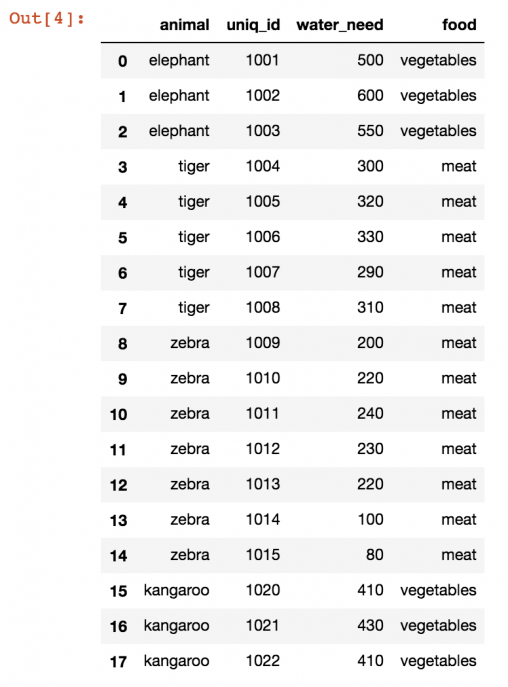 Out[4]:
animal uniq_id water_need food
0 elephant 1001 500 vegetables
1 elephant 1002 600 vegetables
2 elephant 1003 550 vegetables
3 tiger 1004 300 meat
4 tiger 1005 320 meat
5 tiger 1006 330 meat
6 tiger 1007 290 meat
7 tiger 1008 310 meat
8 zebra 1009 200 meat
9 zebra 1010 220 meat
10 zebra 1011 240 meat
11 zebra 1012 230 meat
12 zebra 1013 220 meat
13 zebra 1014 100 meat
14 zebra 1015 80 meat
15 kangaroo 1020 410 vegetables
16 kangaroo 1021 430 vegetables
17 kangaroo 1022 410 vegetables